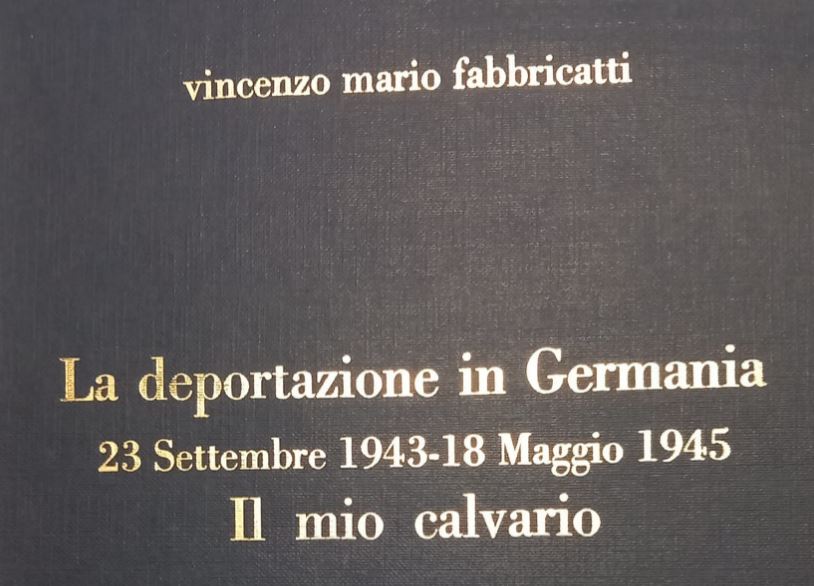 vincenzo mario fabbricatti
La deportazione in Germania
23 Settembre 1943-18 Maggio 1945
Il mio calvario